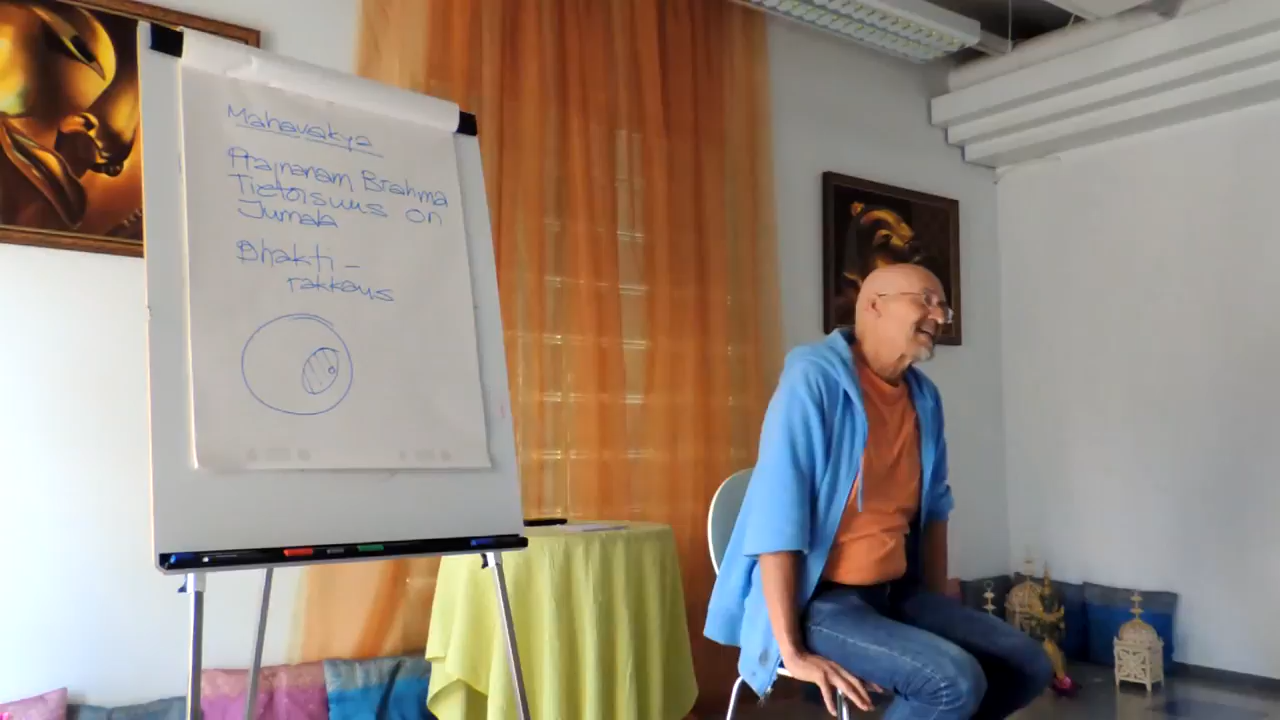 Mahavakya
Prajnanam Brahma
Tietoisuus on
Jumala
Bhakti -
rakkaus